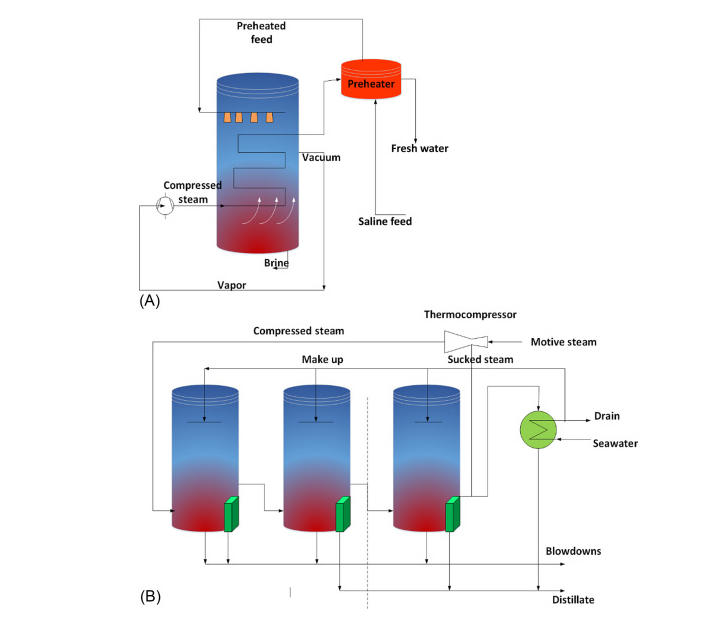 Preheated
feed
Preheater
Fresh water
Vacuum
Compressed
steam
Saline feed
Brine
Vapor
(A)
Thermocompressor
Compressed steam
Motive steam
Make up
Sucked steam
Drain
Seawater
Blowdowns
(B)
Distillate